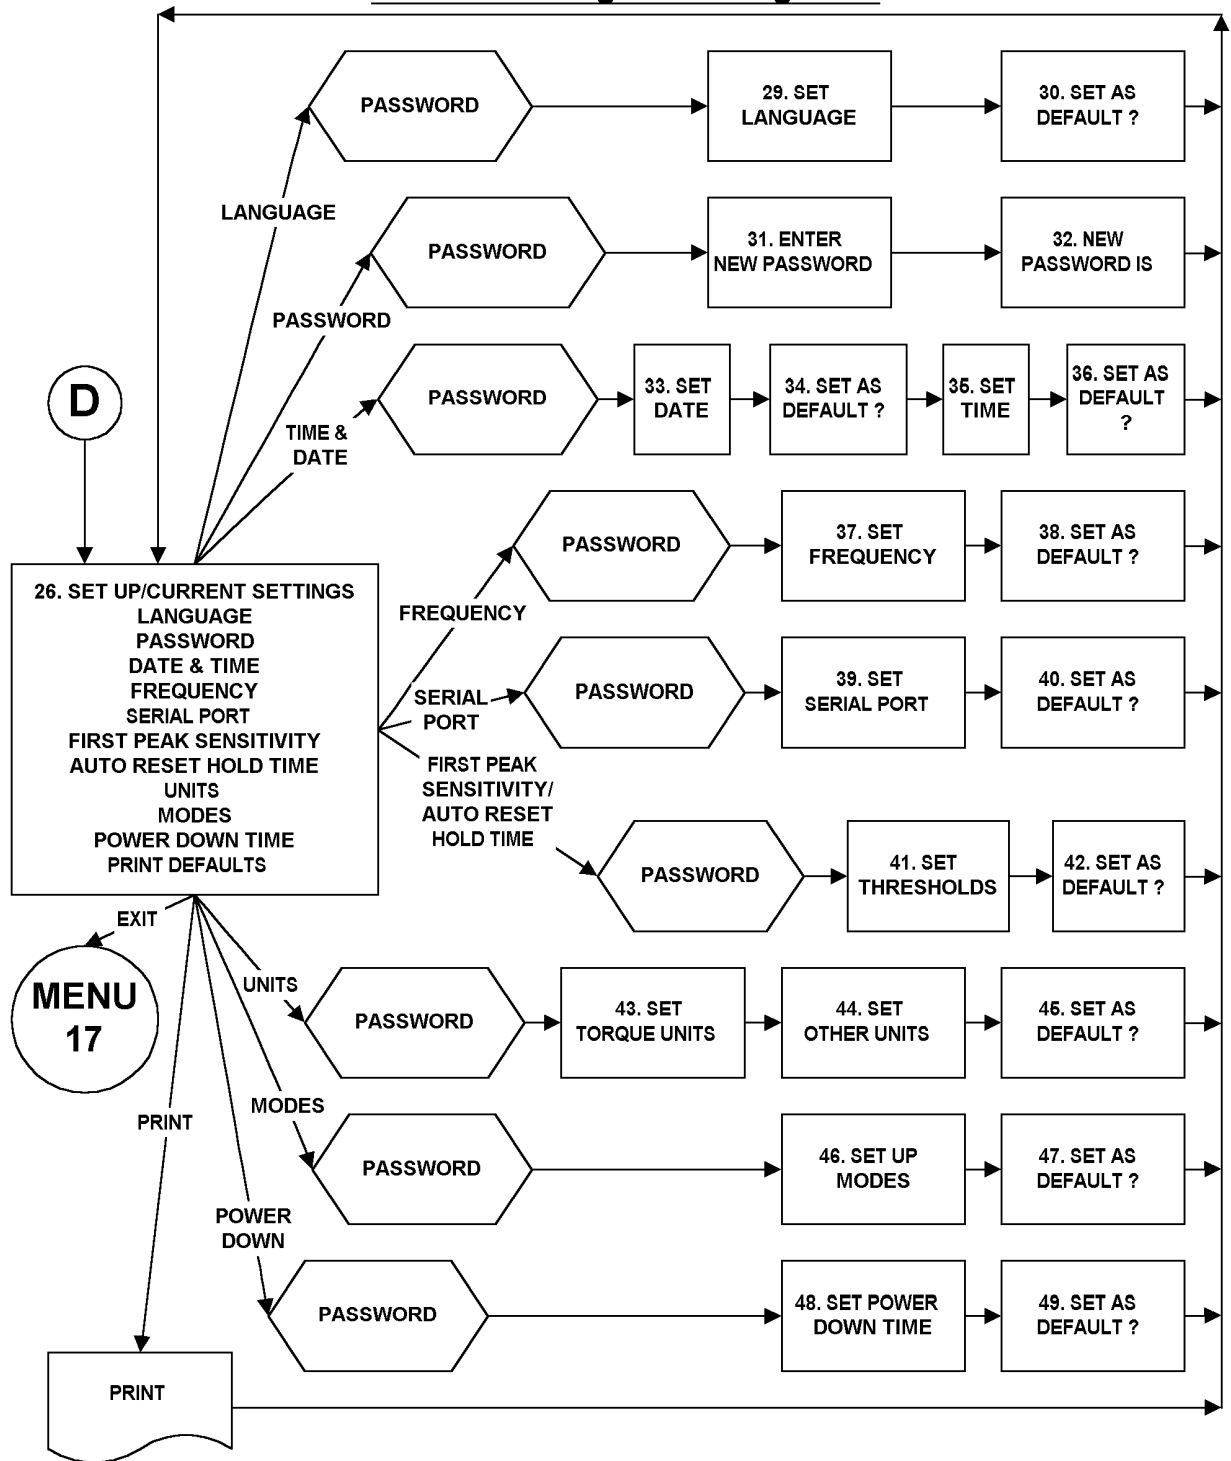 PASSWORD
29. SET
LANGUAGE
30. SET AS
DEFAULT ?
LANGUAGE
PASSWORD
31. ENTER
NEW PASSWORD
32. NEW
PASSWORD IS
PASSWORD
D
TIME &
DATE
PASSWORD
33. SET
DATE
34. SET AS
DEFAULT ?
35. SET
TIME
36. SET AS
DEFAULT
?
26. SET UP/CURRENT SETTINGS
LANGUAGE
PASSWORD
DATE & TIME
FREQUENCY
SERIAL PORT
FIRST PEAK SENSITIVITY
AUTO RESET HOLD TIME
UNITS
MODES
POWER DOWN TIME
PRINT DEFAULTS
FREQUENCY
PASSWORD
37. SET
FREQUENCY
38. SET AS
DEFAULT ?
SERIAL
PORT
PASSWORD
39. SET
SERIAL PORT
40. SET AS
DEFAULT ?
FIRST PEAK
SENSITIVITY/
AUTO RESET
HOLD TIME
PASSWORD
41. SET
THRESHOLDS
42. SET AS
DEFAULT ?
EXIT
MENU
17
UNITS
PASSWORD
43. SET
TORQUE UNITS
44. SET
OTHER UNITS
45. SET AS
DEFAULT ?
MODES
PASSWORD
46. SET UP
MODES
47. SET AS
DEFAULT ?
POWER
DOWN
PASSWORD
48. SET POWER
DOWN TIME
49. SET AS
DEFAULT ?
PRINT
PRINT